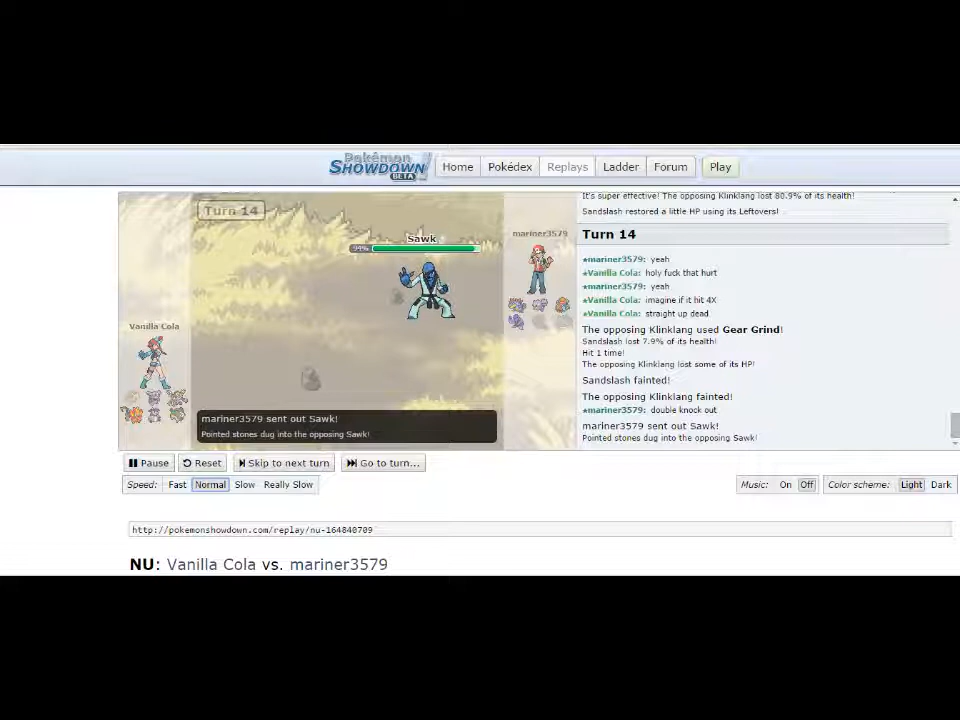 Pokémon
SHOWDOWN
BETA
Home
Pokédex
Replays
Ladder
Forum
Play
Turn 14
Sawk
94%
Vanilla Cola
mariner3579
mariner3579 sent out Sawk!
Pointed stones dug into the opposing Sawk!
It's super effective! The opposing Klinklang lost 80.9% of its health!
Sandslash restored a little HP using its Leftovers!
Turn 14
★mariner3579: yeah
★Vanilla Cola: holy fuck that hurt
★mariner3579: yeah
★Vanilla Cola: imagine if it hit 4X
★Vanilla Cola: straight up dead
The opposing Klinklang used Gear Grind!
Sandslash lost 7.9% of its health!
Hit 1 time!
The opposing Klinklang lost some of its HP!
Sandslash fainted!
The opposing Klinklang fainted!
★mariner3579: double knock out
mariner3579 sent out Sawk!
Pointed stones dug into the opposing Sawk!
Pause
Reset
Skip to next turn
Go to turn...
Speed: Fast Normal Slow Really Slow
Music: On Off
Color scheme: Light Dark
http://pokemonshowdown.com/replay/nu-164840709
NU: Vanilla Cola vs. mariner3579